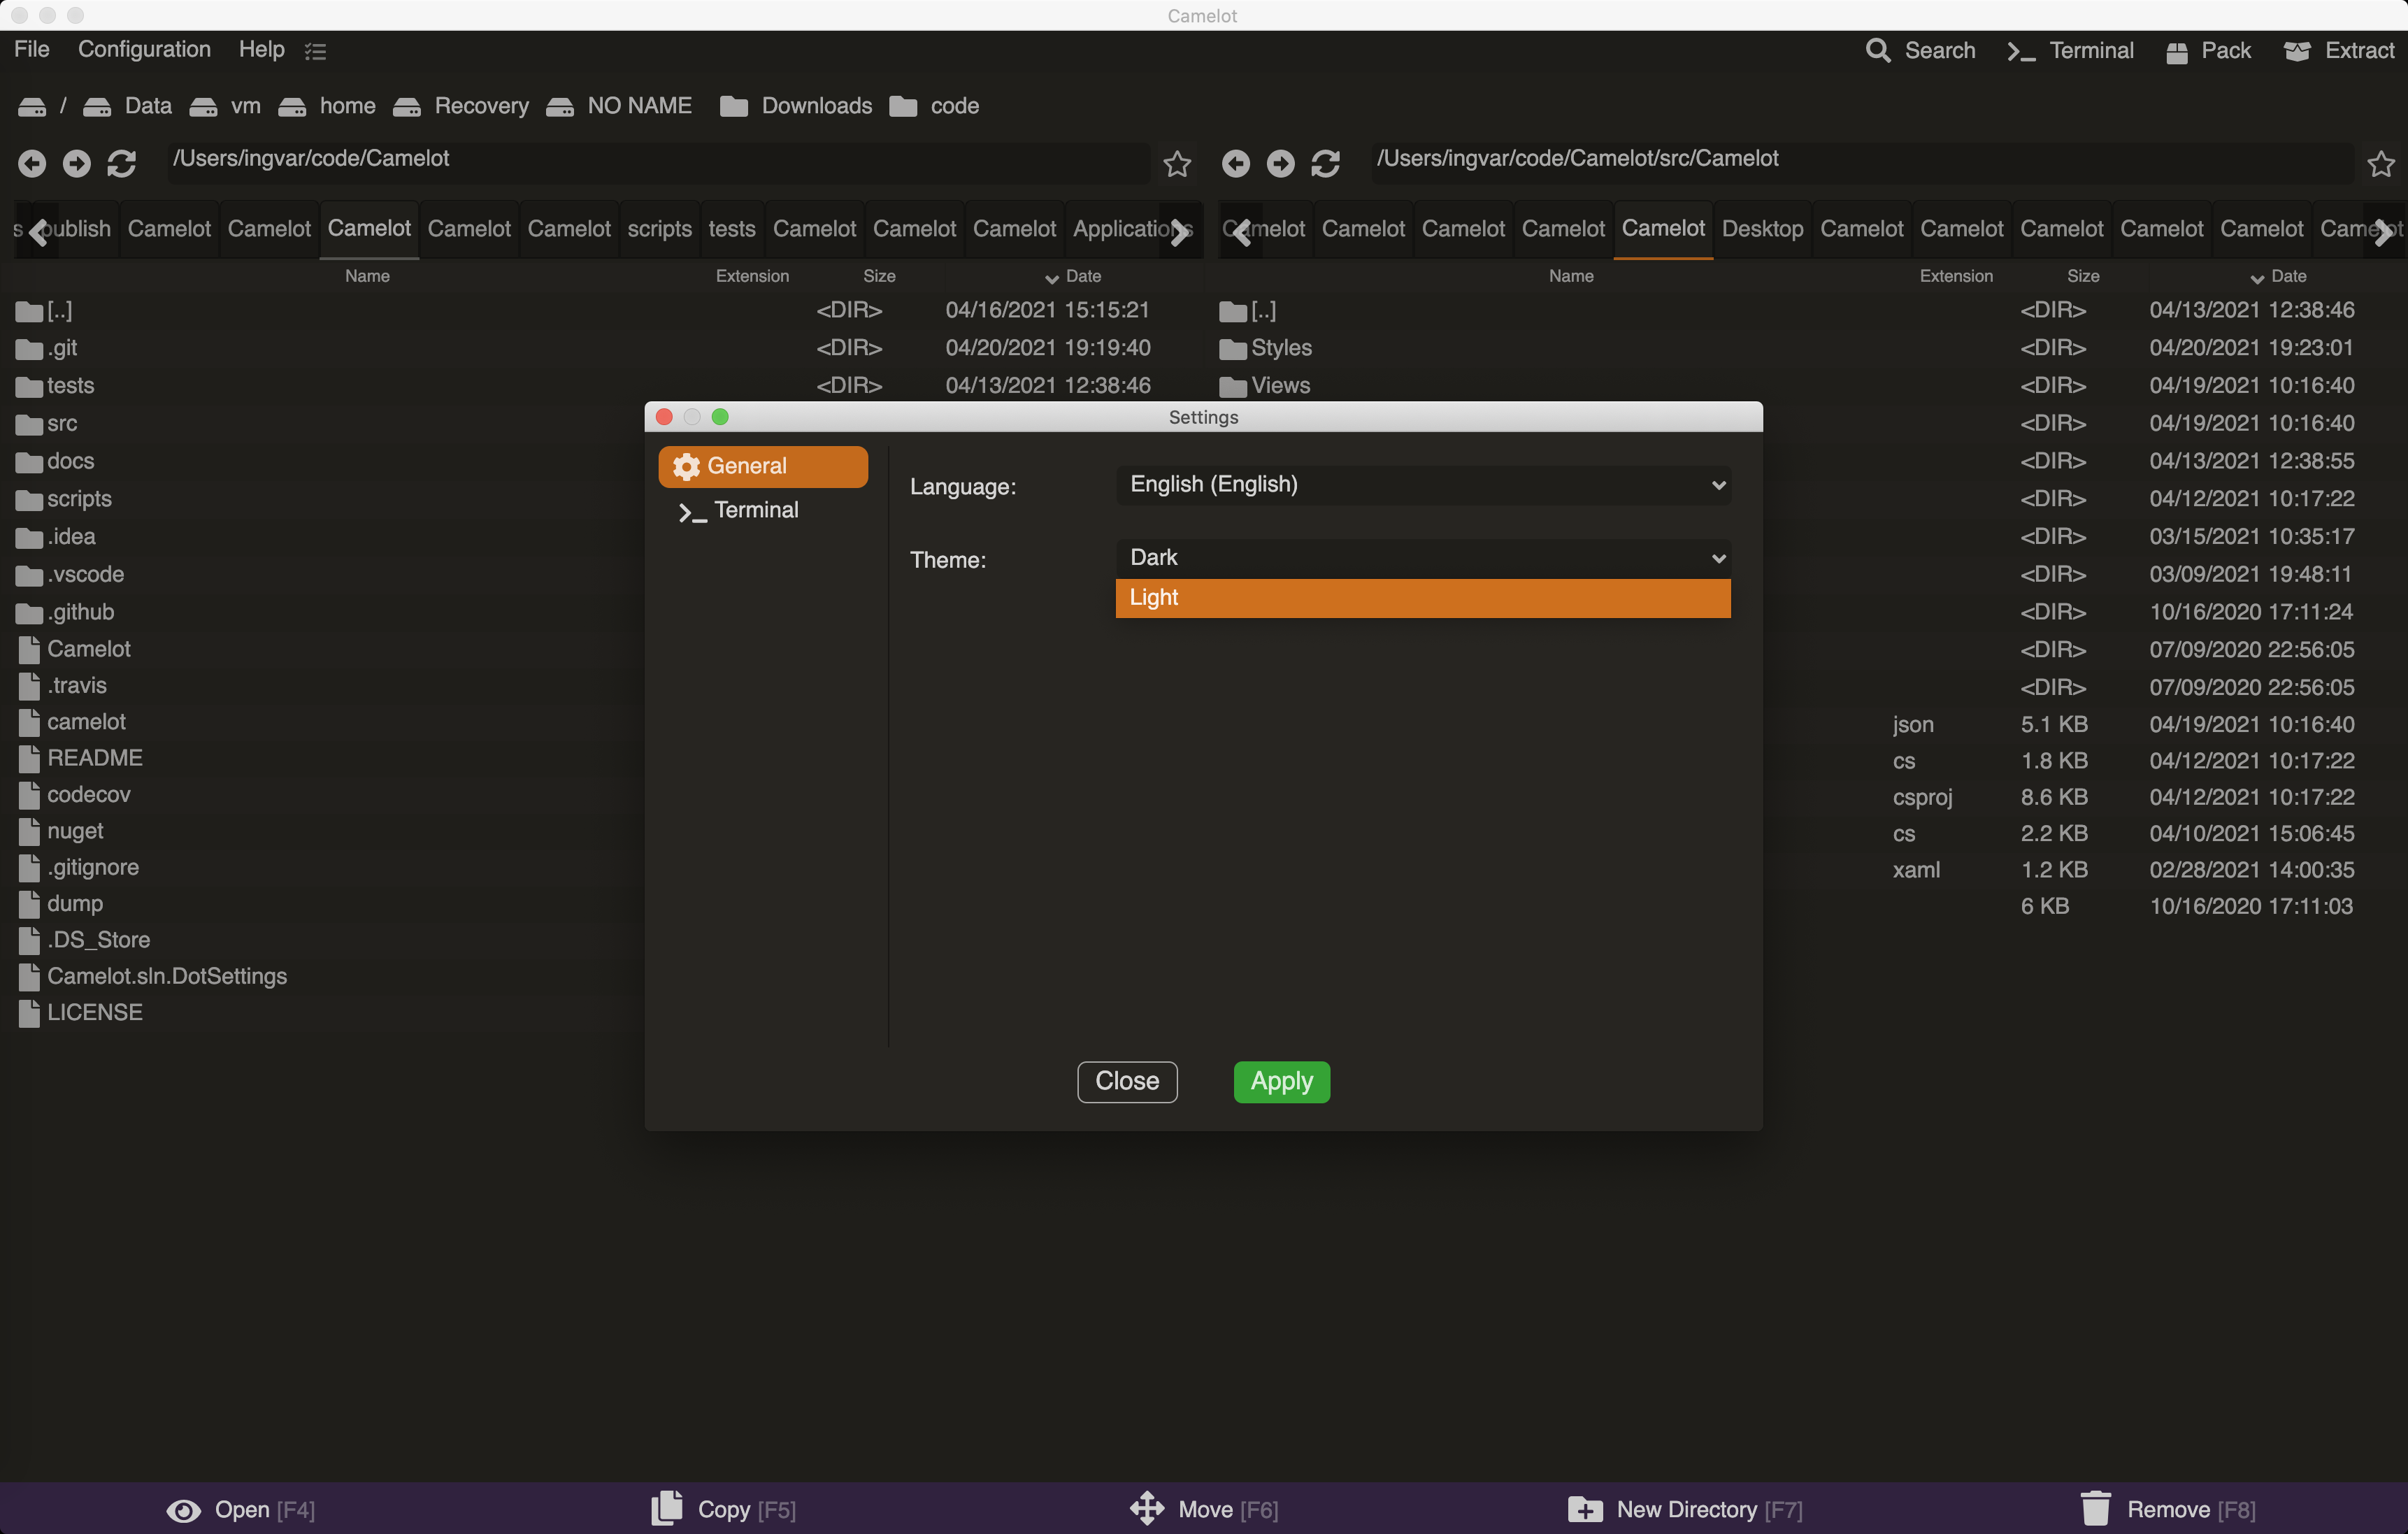 Camelot
File Configuration Help Search Terminal Pack Extract
/ Data vm home Recovery NO NAME Downloads code
/Users/ingvar/code/Camelot
/Users/ingvar/code/Camelot/src/Camelot
s publish Camelot Camelot Camelot Camelot Camelot scripts tests Camelot Camelot Camelot Applications
Camelot Camelot Camelot Camelot Camelot Desktop Camelot Camelot Camelot Camelot Camelot Camelot
Name Extension Size Date
[..] <DIR> 04/16/2021 15:15:21
.git <DIR> 04/20/2021 19:19:40
tests <DIR> 04/13/2021 12:38:46
src
docs
scripts
.idea
.vscode
.github
Camelot
.travis
camelot
README
codecov
nuget
.gitignore
dump
.DS_Store
Camelot.sln.DotSettings
LICENSE
Name Extension Size Date
[..] <DIR> 04/13/2021 12:38:46
Styles <DIR> 04/20/2021 19:23:01
Views <DIR> 04/19/2021 10:16:40
<DIR> 04/19/2021 10:16:40
<DIR> 04/13/2021 12:38:55
<DIR> 04/12/2021 10:17:22
<DIR> 03/15/2021 10:35:17
<DIR> 03/09/2021 19:48:11
<DIR> 10/16/2020 17:11:24
<DIR> 07/09/2020 22:56:05
<DIR> 07/09/2020 22:56:05
json 5.1 KB 04/19/2021 10:16:40
cs 1.8 KB 04/12/2021 10:17:22
csproj 8.6 KB 04/12/2021 10:17:22
cs 2.2 KB 04/10/2021 15:06:45
xaml 1.2 KB 02/28/2021 14:00:35
6 KB 10/16/2020 17:11:03
Settings
General
Terminal
Language: English (English)
Theme: Dark
Light
Close Apply
Open [F4] Copy [F5] Move [F6] New Directory [F7] Remove [F8]